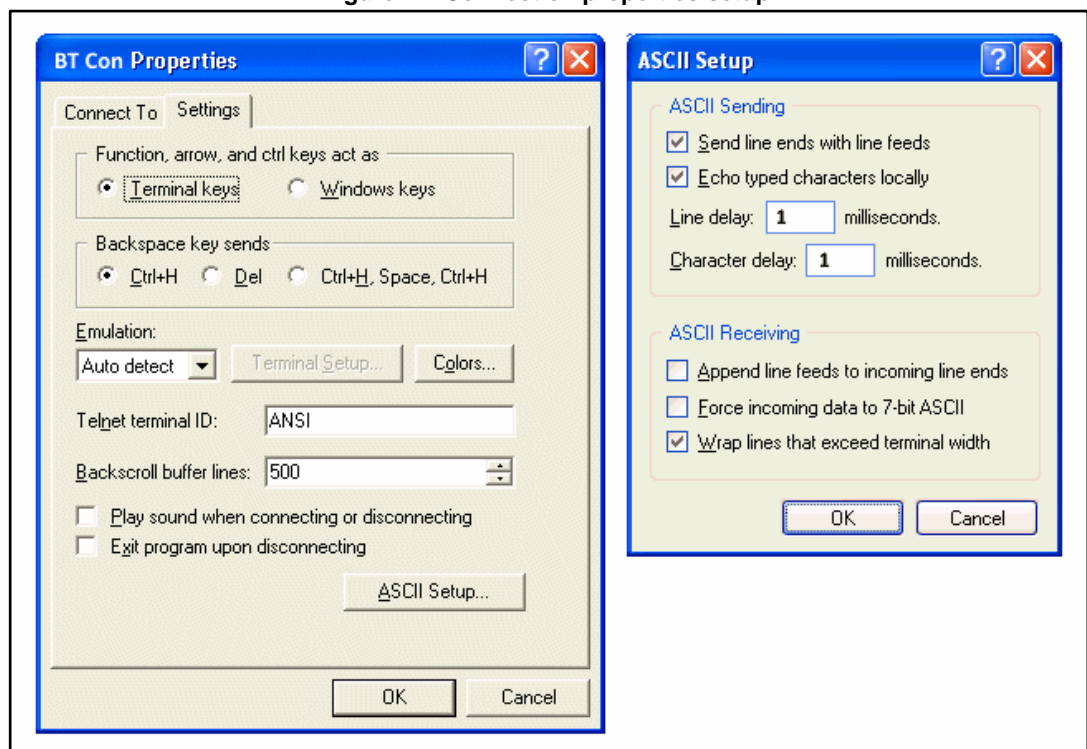 BT Con Properties
Connect To Settings
Function, arrow, and ctrl keys act as
Terminal keys Windows keys
Backspace key sends
Ctrl+H Del Ctrl+H, Space, Ctrl+H
Emulation:
Auto detect Terminal Setup... Colors...
Telnet terminal ID: ANSI
Backscroll buffer lines: 500
Play sound when connecting or disconnecting
Exit program upon disconnecting
ASCII Setup...
OK Cancel
ASCII Setup
ASCII Sending
Send line ends with line feeds
Echo typed characters locally
Line delay: 1 milliseconds.
Character delay: 1 milliseconds.
ASCII Receiving
Append line feeds to incoming line ends
Force incoming data to 7-bit ASCII
Wrap lines that exceed terminal width
OK Cancel